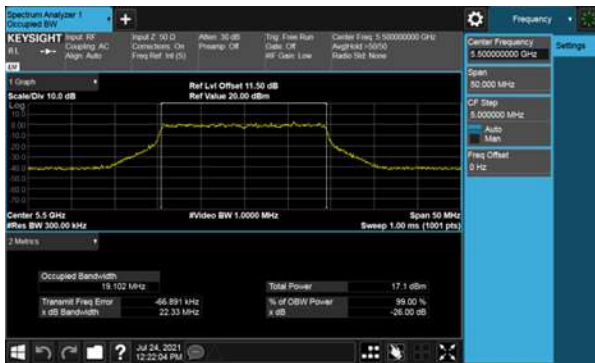 Spectrum Analyzer 1
Occupied BW
+
Frequency
KEYSIGHT
Input: RF
Coupling: AC
Align: Auto
Input Z: 50 Ω
Corrections: On
Freq Ref: Int (S)
Atten: 30 dB
Preamp: Off
Trig: Free Run
Gate: Off
#IF Gain: Low
Center Freq: 5.500000000 GHz
Avg|Hold:>50/50
Radio Std: None
RL
Center Frequency
5.500000000 GHz
Settings
Span
50.000 MHz
CF Step
5.000000 MHz
Auto
Man
Freq Offset
0 Hz
1 Graph
Scale/Div 10.0 dB
Ref Lvl Offset 11.50 dB
Ref Value 20.00 dBm
Log
10.0
0.00
-10.0
-20.0
-30.0
-40.0
-50.0
-60.0
-70.0
Center 5.5 GHz
#Res BW 300.00 kHz
#Video BW 1.0000 MHz
Span 50 MHz
Sweep 1.00 ms (1001 pts)
2 Metrics
Occupied Bandwidth
19.102 MHz
Total Power 17.1 dBm
Transmit Freq Error -66.891 kHz
% of OBW Power 99.00 %
x dB Bandwidth 22.33 MHz
x dB -26.00 dB
?
Jul 24, 2021
12:22:04 PM